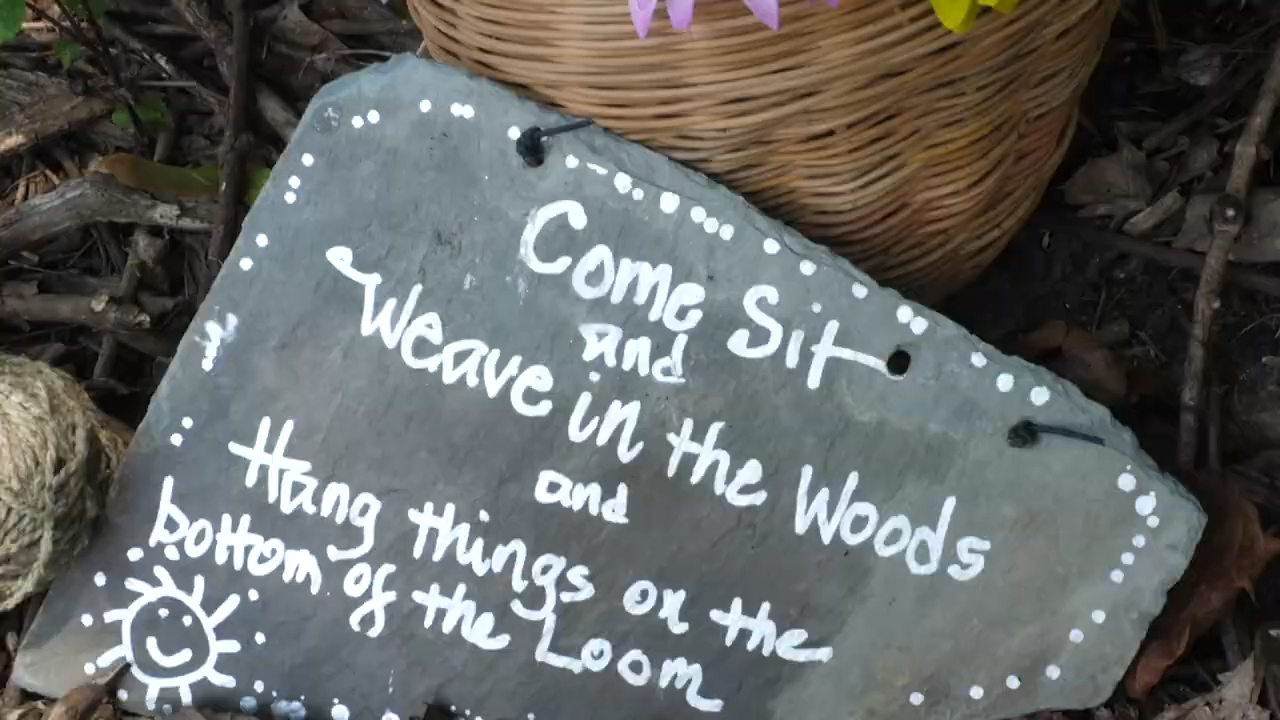 Come Sit
and
Weave in the Woods
and
Hang things on the
bottom of the Loom